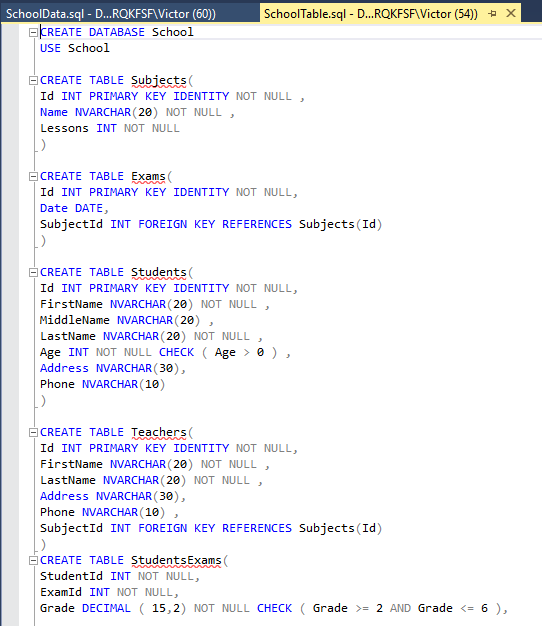 SchoolData.sql - D...RQKFSF\Victor (60)) SchoolTable.sql - D...RQKFSF\Victor (54))
CREATE DATABASE School
USE School
CREATE TABLE Subjects(
Id INT PRIMARY KEY IDENTITY NOT NULL ,
Name NVARCHAR(20) NOT NULL ,
Lessons INT NOT NULL
)
CREATE TABLE Exams(
Id INT PRIMARY KEY IDENTITY NOT NULL,
Date DATE,
SubjectId INT FOREIGN KEY REFERENCES Subjects(Id)
)
CREATE TABLE Students(
Id INT PRIMARY KEY IDENTITY NOT NULL,
FirstName NVARCHAR(20) NOT NULL ,
MiddleName NVARCHAR(20) ,
LastName NVARCHAR(20) NOT NULL ,
Age INT NOT NULL CHECK ( Age > 0 ) ,
Address NVARCHAR(30),
Phone NVARCHAR(10)
)
CREATE TABLE Teachers(
Id INT PRIMARY KEY IDENTITY NOT NULL,
FirstName NVARCHAR(20) NOT NULL ,
LastName NVARCHAR(20) NOT NULL ,
Address NVARCHAR(30),
Phone NVARCHAR(10) ,
SubjectId INT FOREIGN KEY REFERENCES Subjects(Id)
)
CREATE TABLE StudentsExams(
StudentId INT NOT NULL,
ExamId INT NOT NULL,
Grade DECIMAL ( 15,2) NOT NULL CHECK ( Grade >= 2 AND Grade <= 6 ),